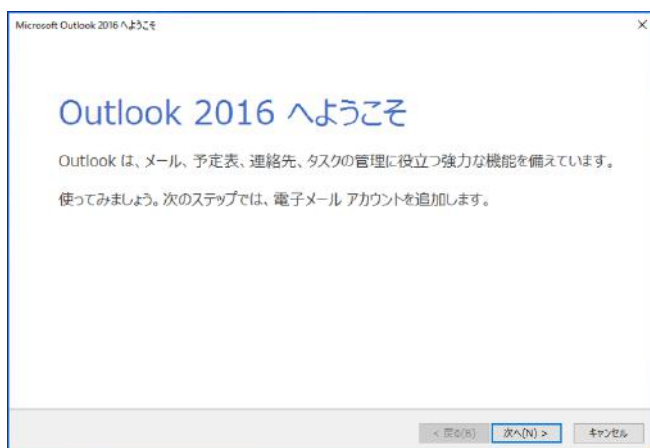 Microsoft Outlook 2016 へようこそ
Outlook 2016 へようこそ
Outlook は、メール、予定表、連絡先、タスクの管理に役立つ強力な機能を備えています。
使ってみましょう。次のステップでは、電子メール アカウントを追加します。
< 戻る(B) 次へ(N) > キャンセル